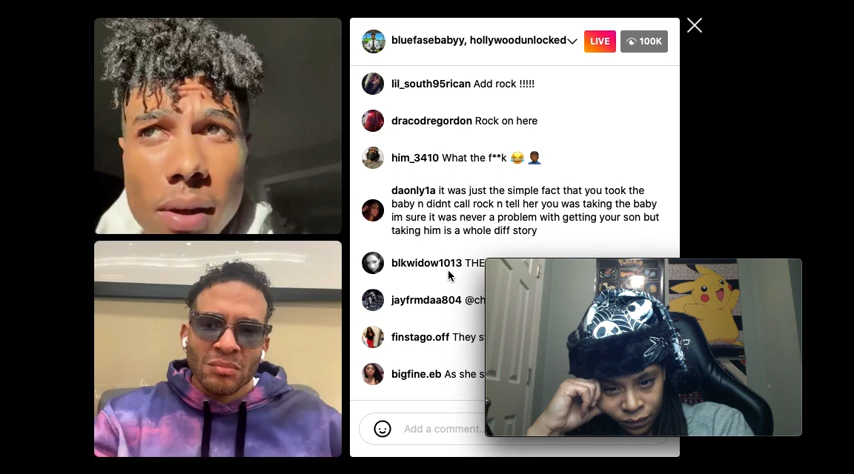 bluefasebabyy, hollywoodunlocked
LIVE
100K
lil_south95rican Add rock !!!!!
dracodregordon Rock on here
him_3410 What the f**k 😂 🤦🏾‍♂️
daonly1a it was just the simple fact that you took the
baby n didnt call rock n tell her you was taking the baby
im sure it was never a problem with getting your son but
taking him is a whole diff story
blkwidow1013 THE
jayfrmdaa804 @ch
finstago.off They s
bigfine.eb As she s
Add a comment...